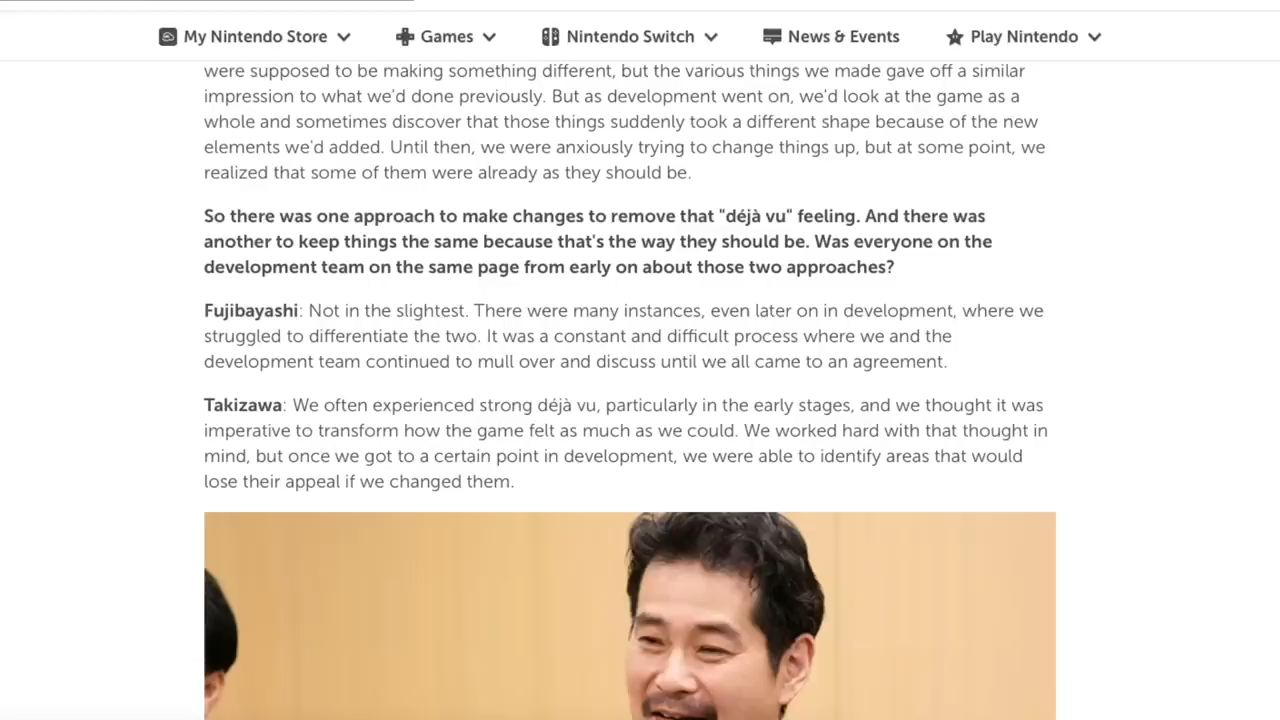 My Nintendo Store
Games
Nintendo Switch
News & Events
Play Nintendo
were supposed to be making something different, but the various things we made gave off a similar
impression to what we'd done previously. But as development went on, we'd look at the game as a
whole and sometimes discover that those things suddenly took a different shape because of the new
elements we'd added. Until then, we were anxiously trying to change things up, but at some point, we
realized that some of them were already as they should be.
So there was one approach to make changes to remove that "déjà vu" feeling. And there was
another to keep things the same because that's the way they should be. Was everyone on the
development team on the same page from early on about those two approaches?
Fujibayashi: Not in the slightest. There were many instances, even later on in development, where we
struggled to differentiate the two. It was a constant and difficult process where we and the
development team continued to mull over and discuss until we all came to an agreement.
Takizawa: We often experienced strong déjà vu, particularly in the early stages, and we thought it was
imperative to transform how the game felt as much as we could. We worked hard with that thought in
mind, but once we got to a certain point in development, we were able to identify areas that would
lose their appeal if we changed them.